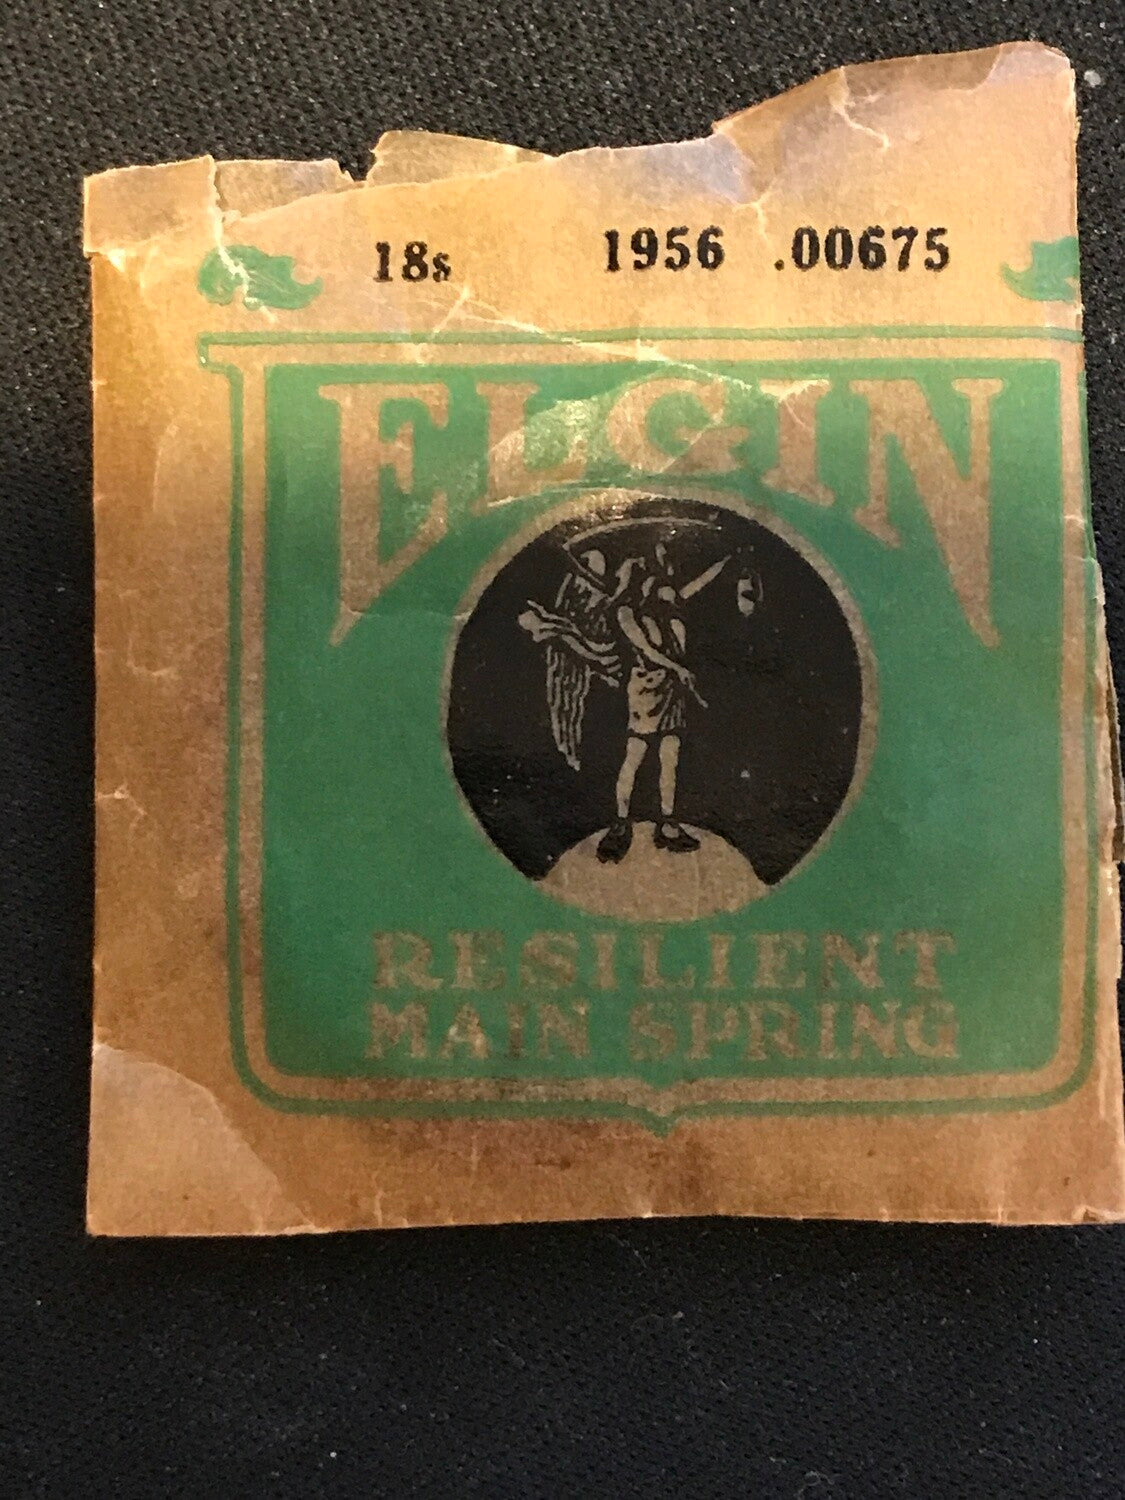 18s 1956 .00675
ELGIN
RESILIENT
MAIN SPRING